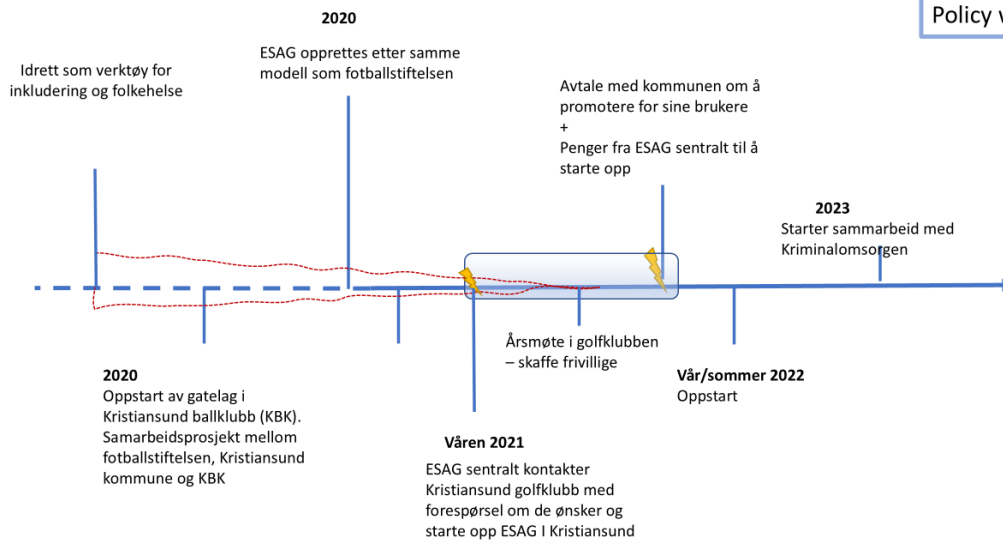 Policy
2020
ESAG opprettes etter samme
modell som fotballstiftelsen
Idrett som verktøy for
inkludering og folkehelse
Avtale med kommunen om å
promotere for sine brukere
+
Penger fra ESAG sentralt til å
starte opp
2023
Starter sammarbeid med
Kriminalomsorgen
Årsmøte i golfklubben
– skaffe frivillige
2020
Oppstart av gatelag i
Kristiansund ballklubb (KBK).
Samarbeidsprosjekt mellom
fotballstiftelsen, Kristiansund
kommune og KBK
Vår/sommer 2022
Oppstart
Våren 2021
ESAG sentralt kontakter
Kristiansund golfklubb med
forespørsel om de ønsker og
starte opp ESAG I Kristiansund